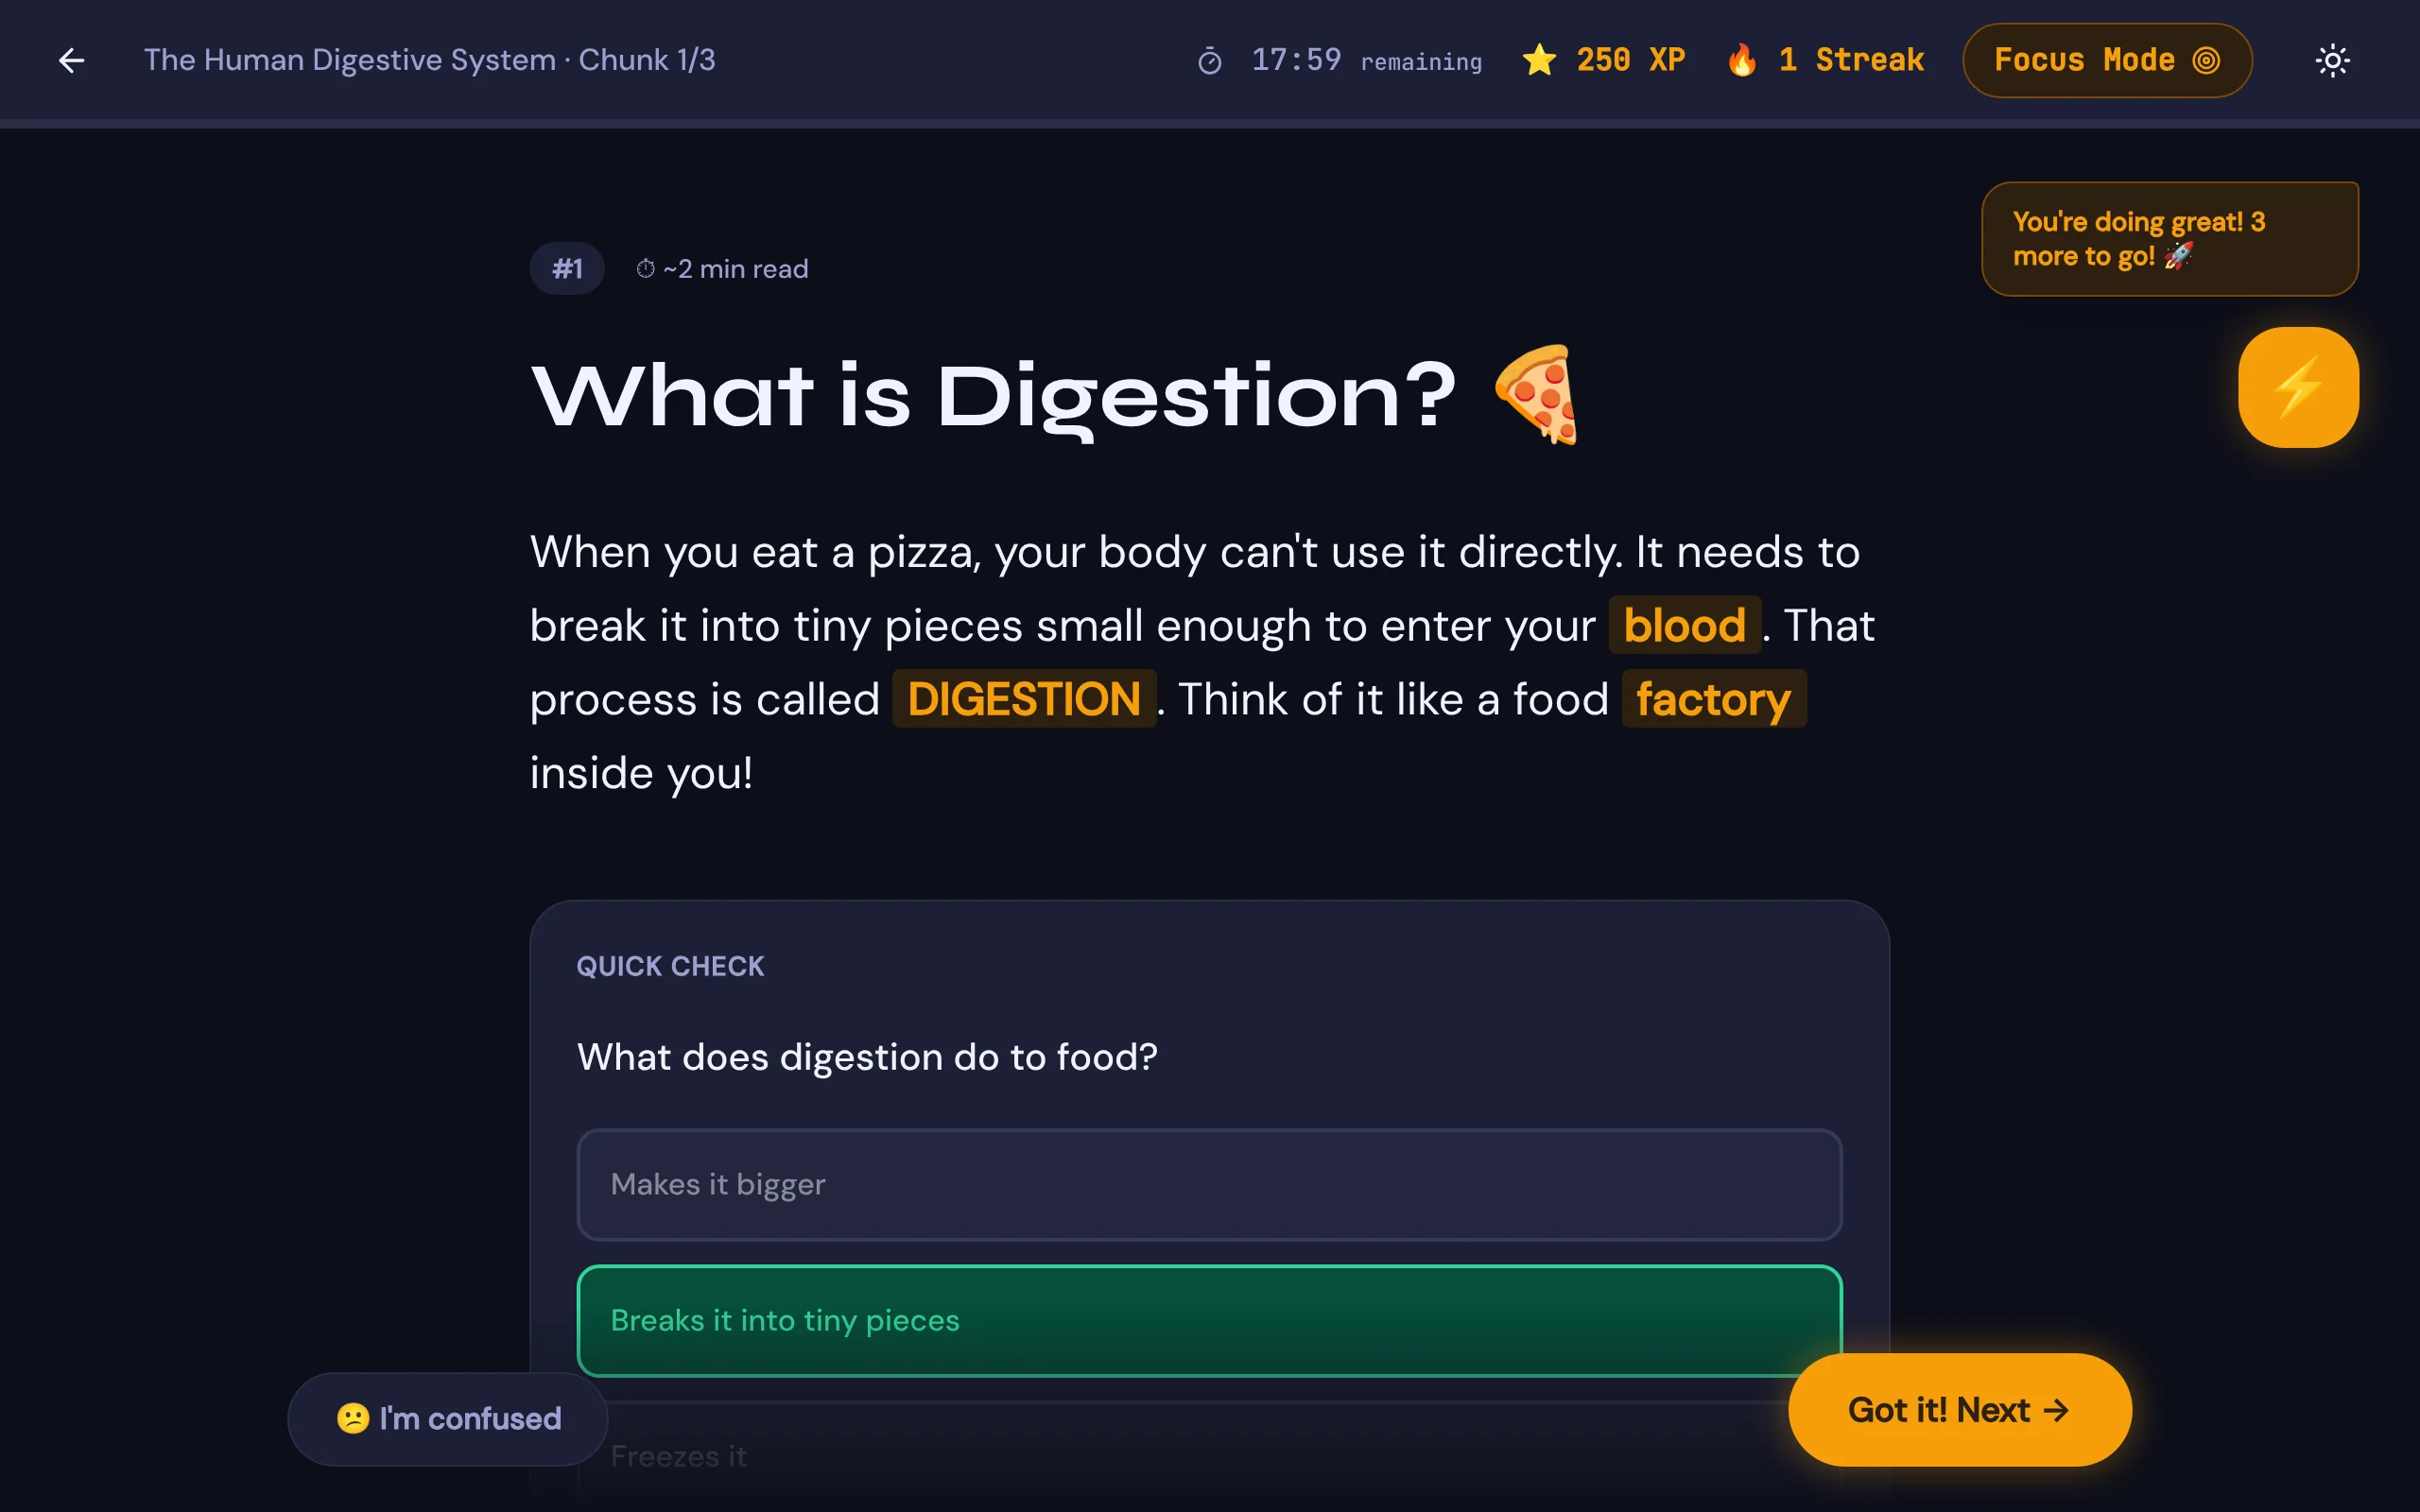 The Human Digestive System · Chunk 1/3
17:59 remaining
250 XP
1 Streak
Focus Mode
You're doing great! 3
more to go! 🚀
#1
~2 min read
What is Digestion? 🍕
When you eat a pizza, your body can't use it directly. It needs to
break it into tiny pieces small enough to enter your blood. That
process is called DIGESTION. Think of it like a food factory
inside you!
QUICK CHECK
What does digestion do to food?
Makes it bigger
Breaks it into tiny pieces
Freezes it
😕 I'm confused
Got it! Next →